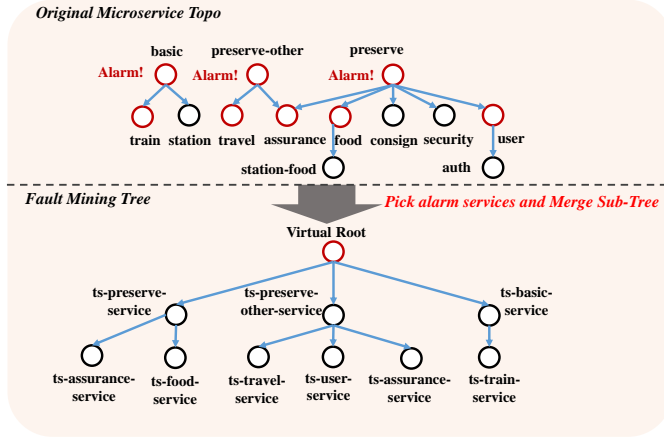 Original Microservice Topo
basic
preserve-other
preserve
Alarm!
Alarm!
Alarm!
train
station
travel
assurance
food
consign
security
user
station-food
auth
Fault Mining Tree
Pick alarm services and Merge Sub-Tree
Virtual Root
ts-preserve-
service
ts-preserve-
other-service
ts-basic-
service
ts-assurance-
service
ts-food-
service
ts-travel-
service
ts-user-
service
ts-assurance-
service
ts-train-
service